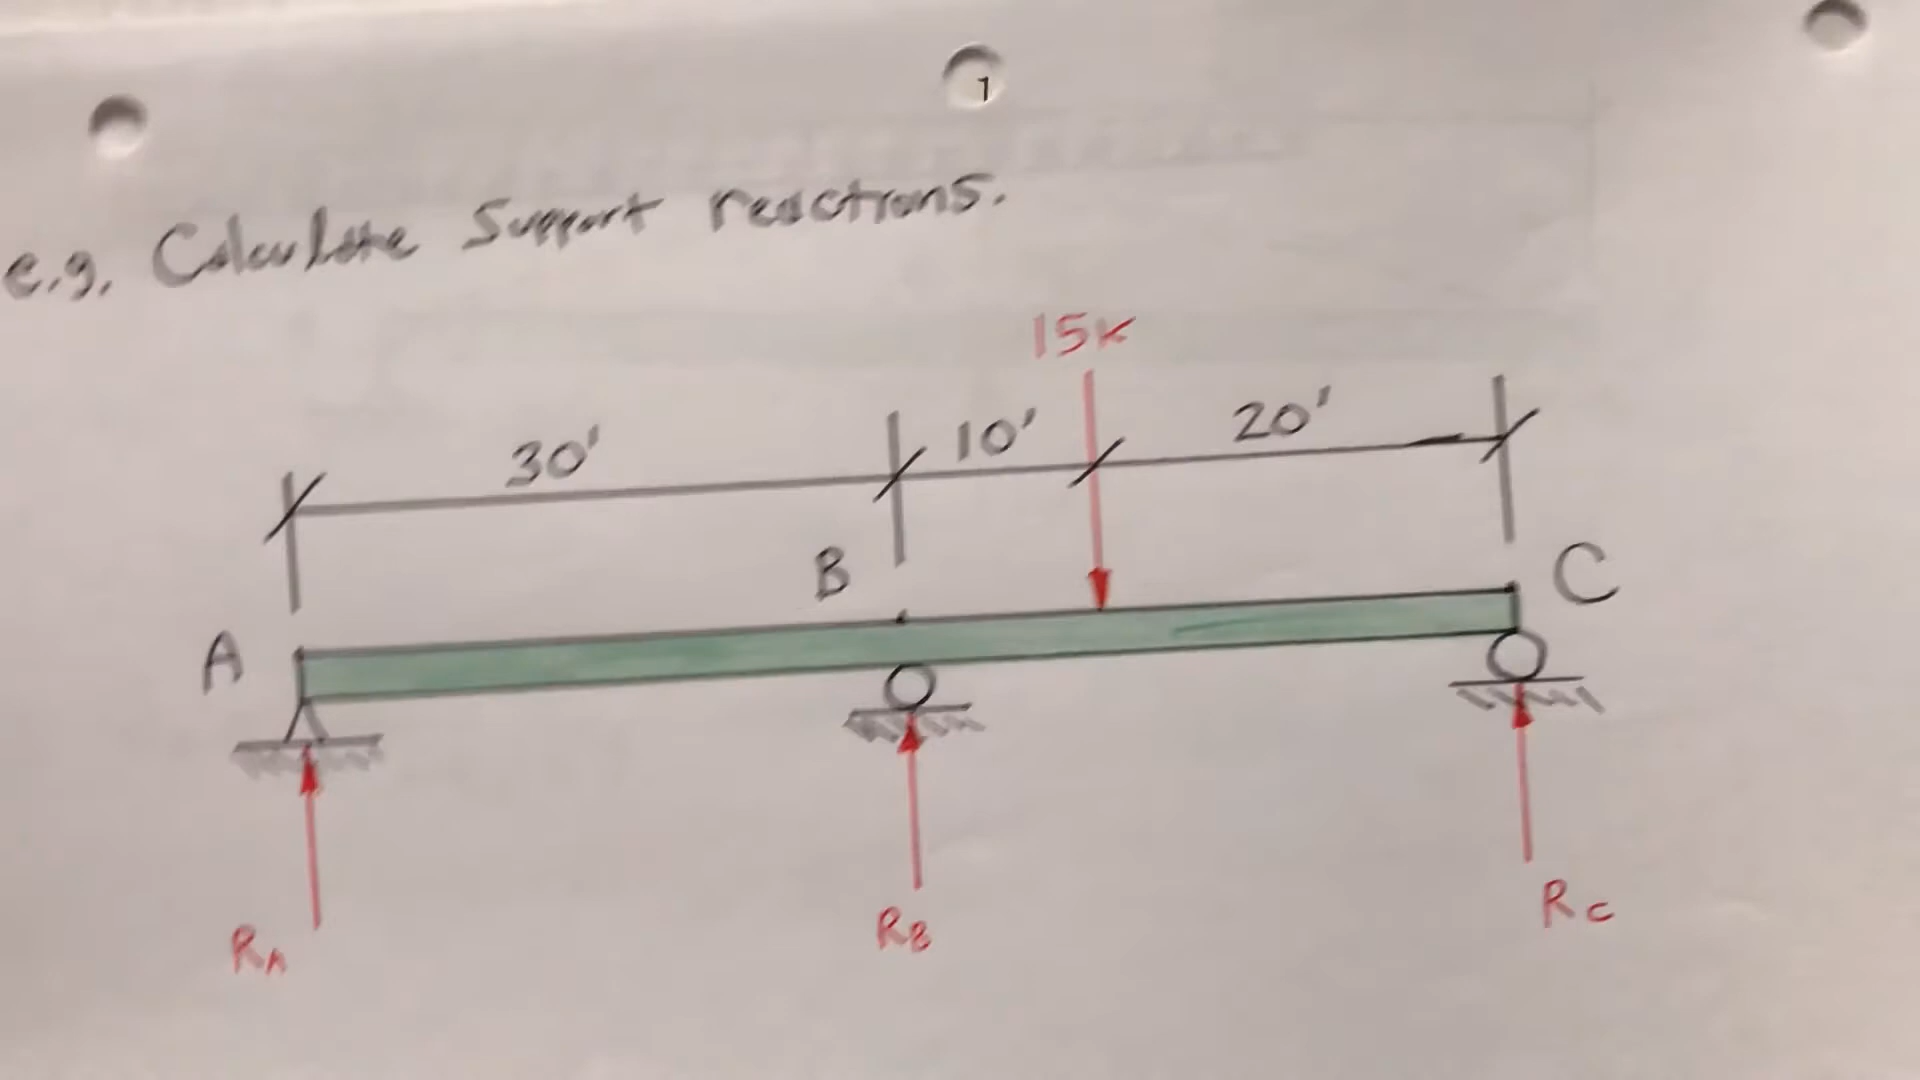 1
e.g. Calculate Support reactions.
15k
30' 10' 20'
A B C
RA RB RC